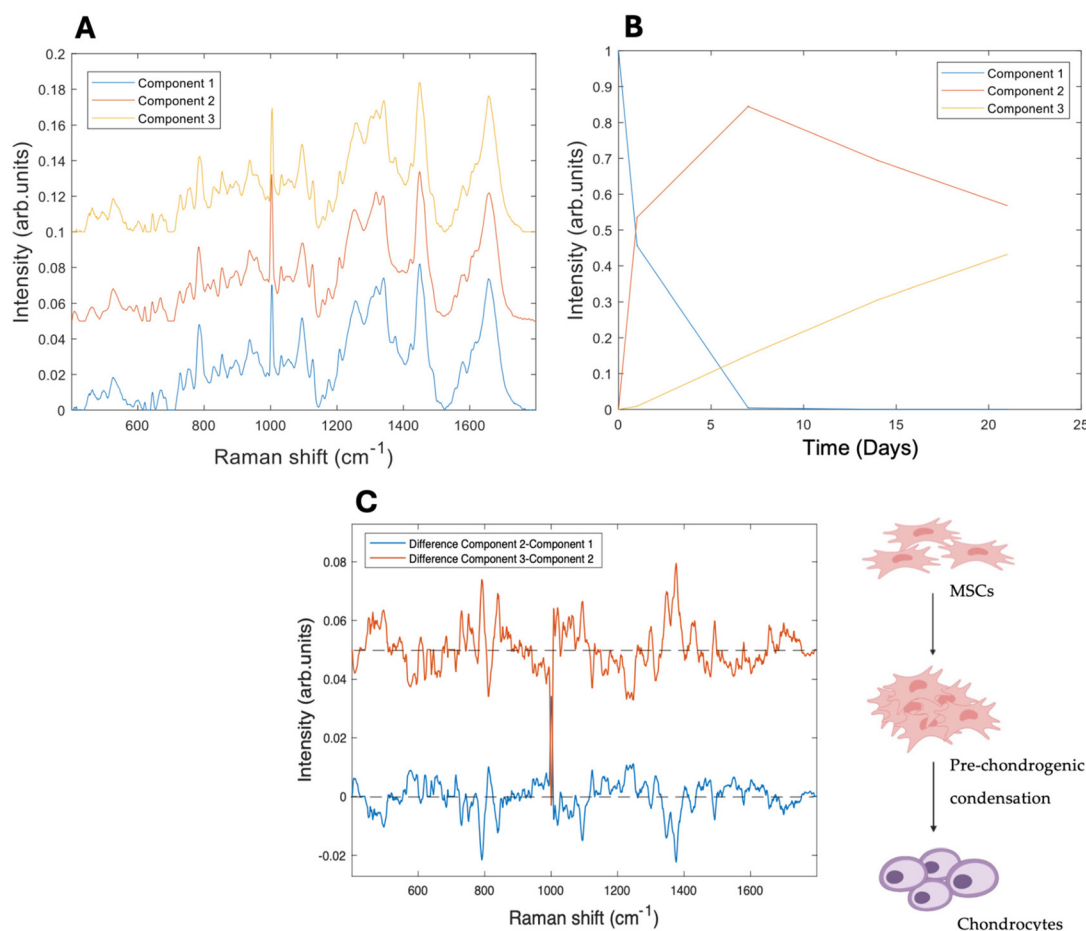 A
0.2
0.18
0.16
0.14
0.12
0.1
0.08
0.06
0.04
0.02
0
Component 1
Component 2
Component 3
600 800 1000 1200 1400 1600
Intensity (arb.units)
Raman shift (cm-1)
B
1
0.9
0.8
0.7
0.6
0.5
0.4
0.3
0.2
0.1
0
Component 1
Component 2
Component 3
0 5 10 15 20 25
Intensity (arb.units)
Time (Days)
C
Difference Component 2-Component 1
Difference Component 3-Component 2
0.08
0.06
0.04
0.02
0
-0.02
600 800 1000 1200 1400 1600
Intensity (arb.units)
Raman shift (cm-1)
MSCs
Pre-chondrogenic
condensation
Chondrocytes